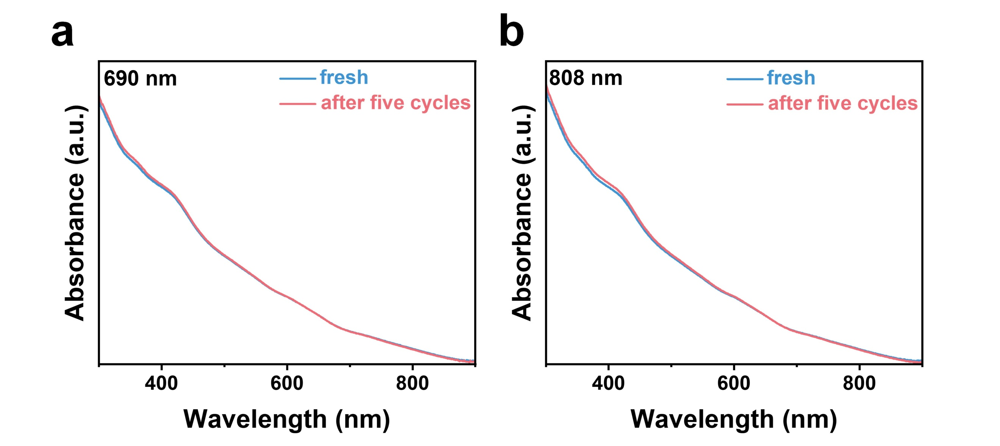 a
690 nm
fresh
after five cycles
Absorbance (a.u.)
400 600 800
Wavelength (nm)
b
808 nm
fresh
after five cycles
Absorbance (a.u.)
400 600 800
Wavelength (nm)